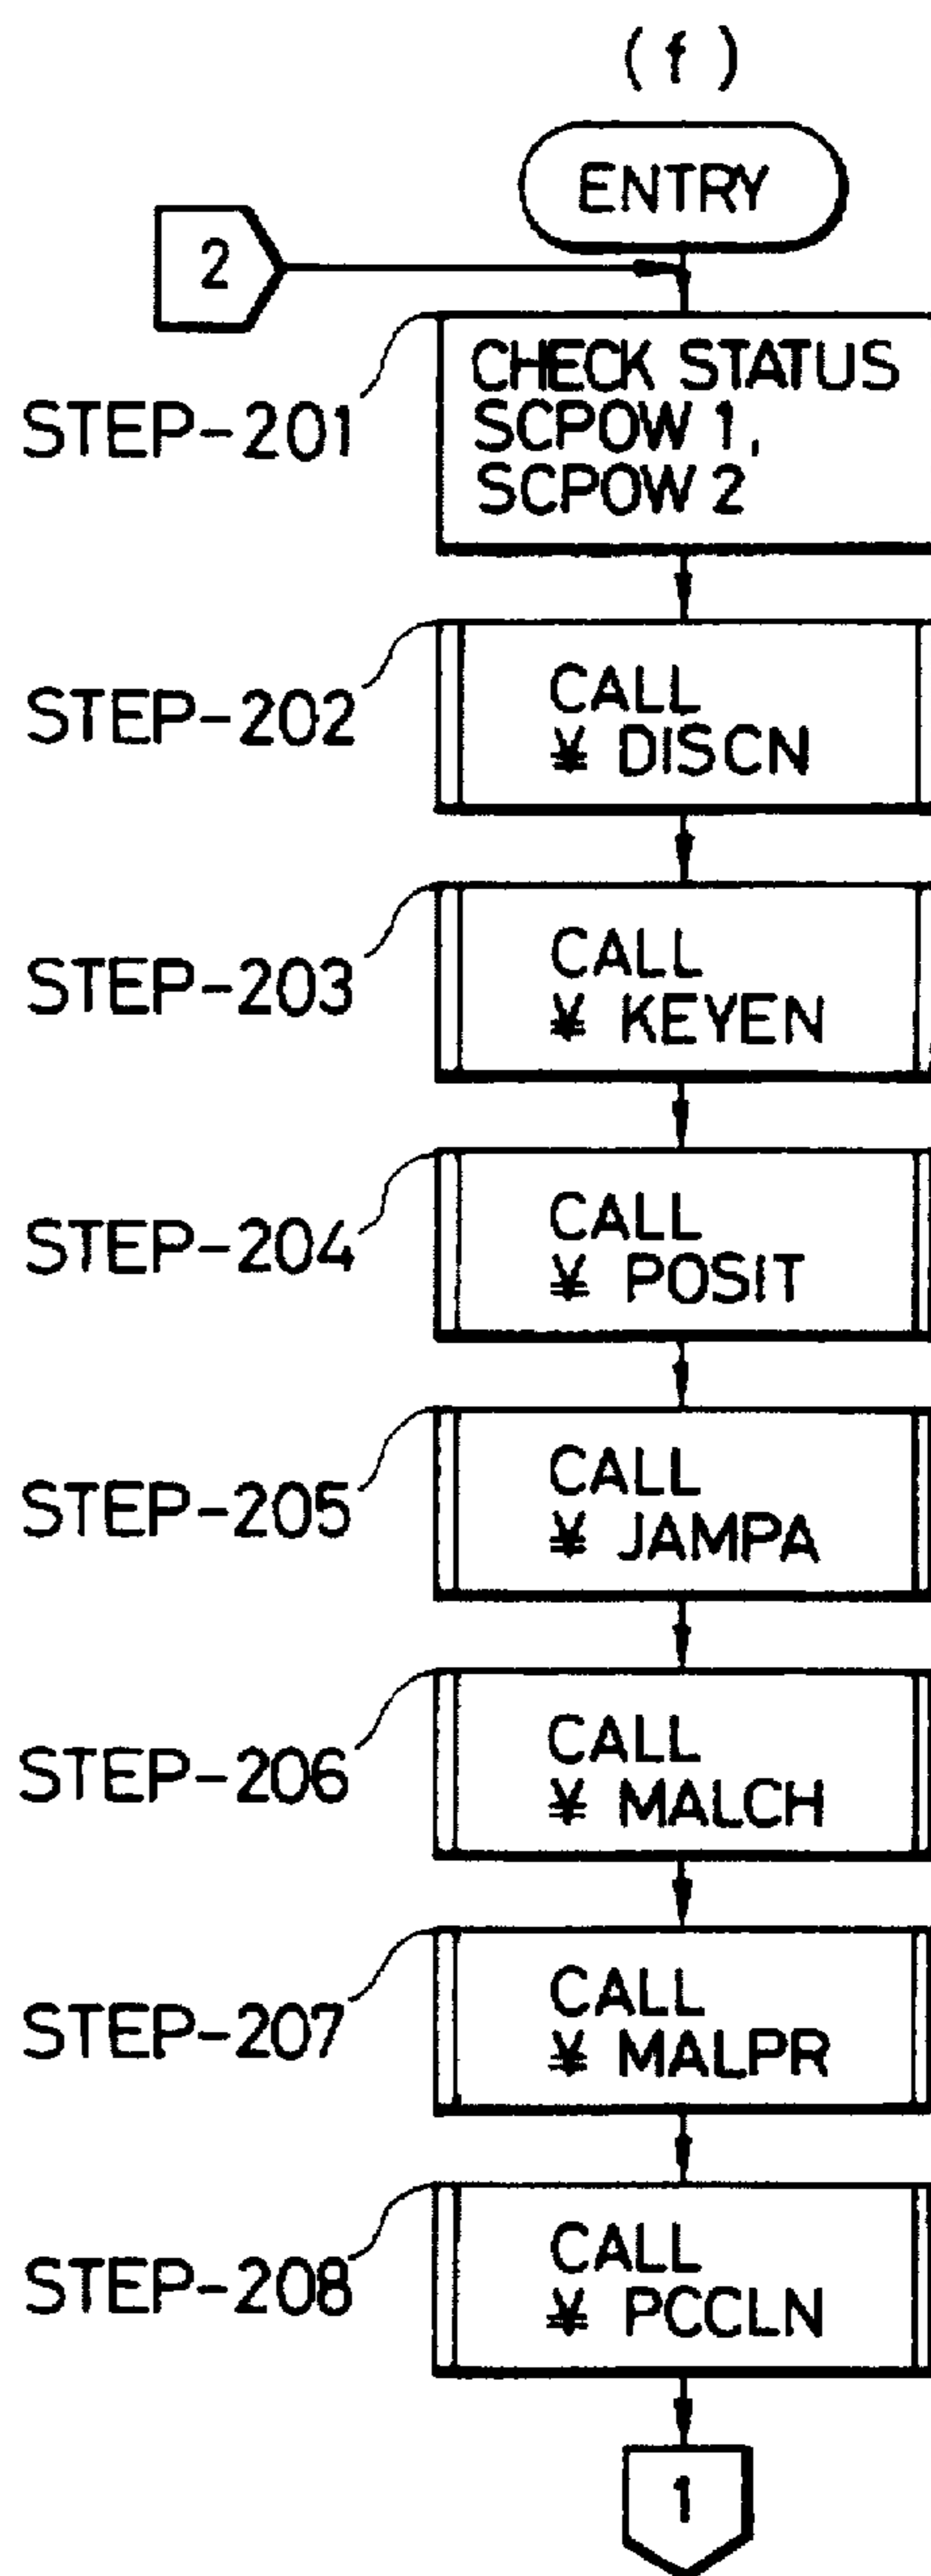 (f)
ENTRY
2
CHECK STATUS
SCPOW 1,
SCPOW 2
STEP-201
CALL
¥ DISCN
STEP-202
CALL
¥ KEYEN
STEP-203
CALL
¥ POSIT
STEP-204
CALL
¥ JAMPA
STEP-205
CALL
¥ MALCH
STEP-206
CALL
¥ MALPR
STEP-207
CALL
¥ PCCLN
STEP-208
1